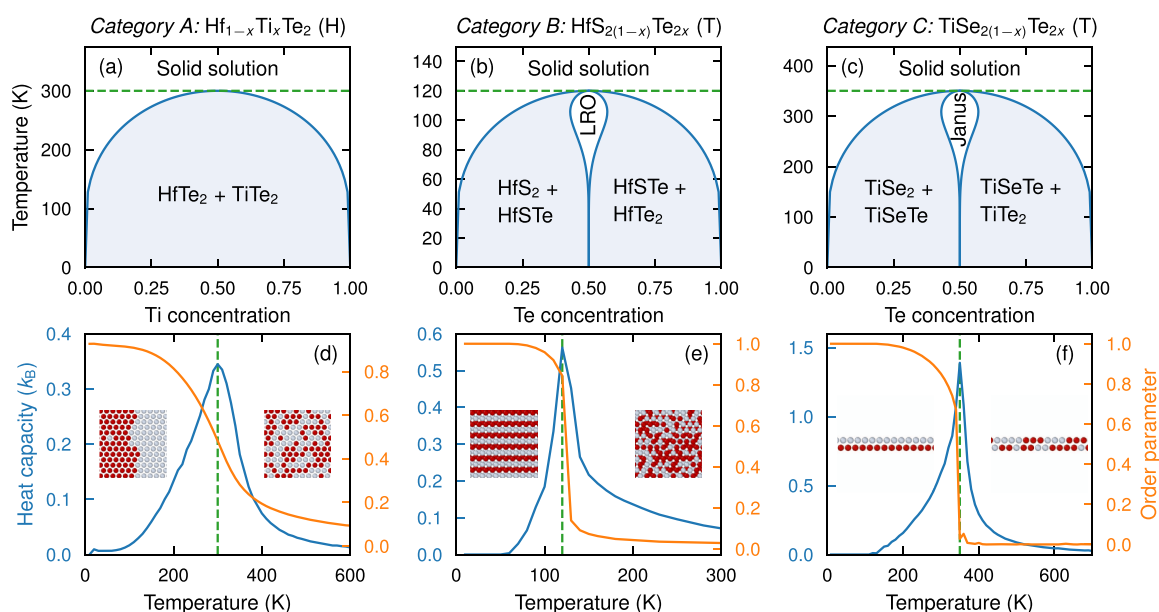 Category A: Hf1−xTixTe2 (H)
Category B: HfS2(1−x)Te2x (T)
Category C: TiSe2(1−x)Te2x (T)
(a)
Solid solution
HfTe2 + TiTe2
Temperature (K)
0
100
200
300
0.00
0.25
0.50
0.75
1.00
Ti concentration
(b)
Solid solution
LRO
HfS2 +
HfSTe
HfSTe +
HfTe2
0
20
40
60
80
100
120
140
0.00
0.25
0.50
0.75
1.00
Te concentration
(c)
Solid solution
Janus
TiSe2 +
TiSeTe
TiSeTe +
TiTe2
0
100
200
300
400
0.00
0.25
0.50
0.75
1.00
Te concentration
(d)
Heat capacity (kB)
0.0
0.1
0.2
0.3
0.4
0.0
0.2
0.4
0.6
0.8
0
200
400
600
Temperature (K)
(e)
0.0
0.1
0.2
0.3
0.4
0.5
0.6
0.0
0.2
0.4
0.6
0.8
1.0
0
100
200
300
Temperature (K)
(f)
0.0
0.5
1.0
1.5
0.0
0.2
0.4
0.6
0.8
1.0
Order parameter
0
200
400
600
Temperature (K)